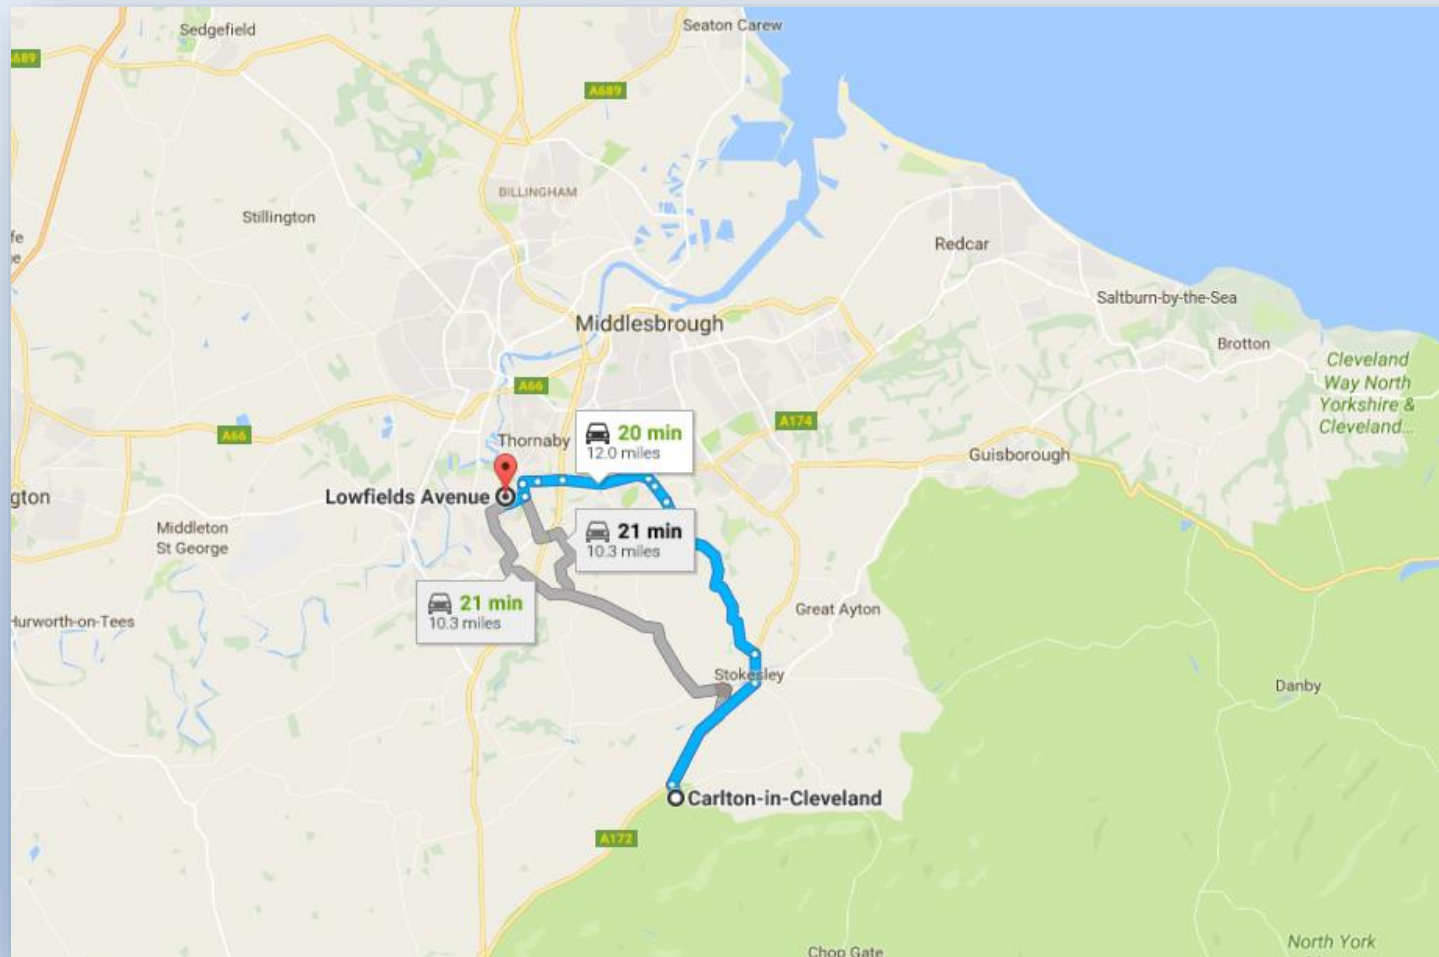 Sedgefield
Seaton Carew
A689
BILLINGHAM
Stillington
Redcar
Saltburn-by-the-Sea
Middlesbrough
Brotton
Cleveland
Way North
Yorkshire &
Cleveland...
A66
A174
A66
Thornaby
20 min
12.0 miles
Guisborough
gton
Lowfields Avenue
Middleton
St George
21 min
10.3 miles
21 min
10.3 miles
Great Ayton
Hurworth-on-Tees
Stokesley
Danby
Carlton-in-Cleveland
A172
North York
Chop Gate